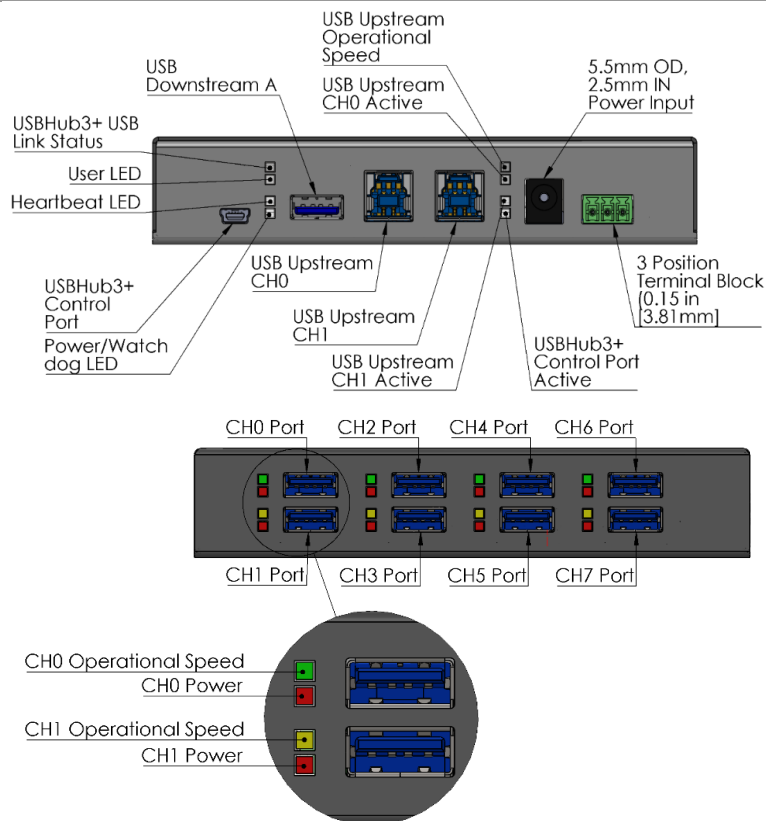 USB Upstream
Operational
Speed
USB
Downstream A
USB Upstream
CH0 Active
5.5mm OD,
2.5mm IN
Power Input
USBHub3+ USB
Link Status
User LED
Heartbeat LED
USB Upstream
CH0
3 Position
Terminal Block
(0.15 in
[3.81mm]
USBHub3+
Control
Port
USB Upstream
CH1
Power/Watch
dog LED
USB Upstream
CH1 Active
USBHub3+
Control Port
Active
CH0 Port
CH2 Port
CH4 Port
CH6 Port
CH1 Port
CH3 Port
CH5 Port
CH7 Port
CH0 Operational Speed
CH0 Power
CH1 Operational Speed
CH1 Power